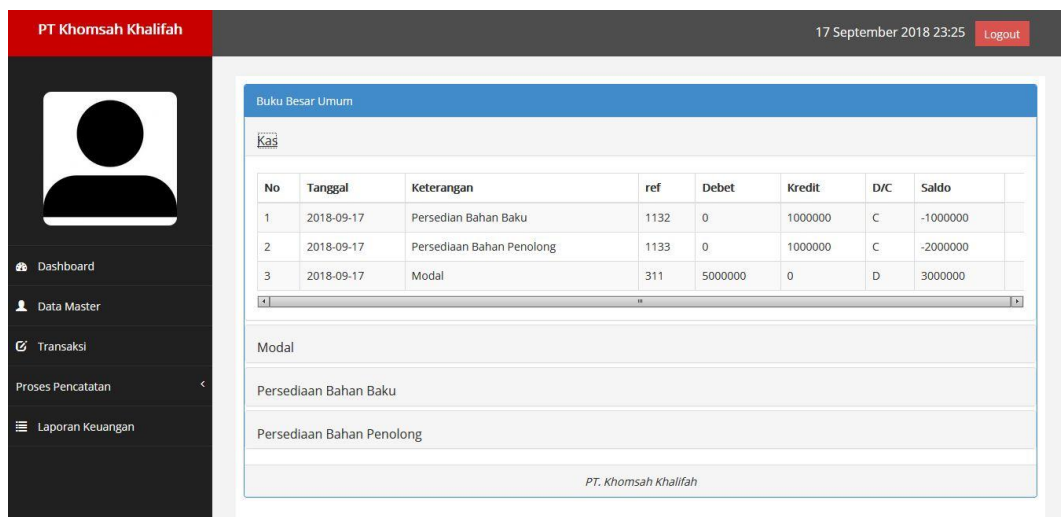 PT Khomsah Khalifah
17 September 2018 23:25 Logout
Dashboard
Data Master
Transaksi
Proses Pencatatan
Laporan Keuangan
Buku Besar Umum
Kas
No Tanggal Keterangan ref Debet Kredit D/C Saldo
1 2018-09-17 Persedian Bahan Baku 1132 0 1000000 C -1000000
2 2018-09-17 Persediaan Bahan Penolong 1133 0 1000000 C -2000000
3 2018-09-17 Modal 311 5000000 0 D 3000000
Modal
Persediaan Bahan Baku
Persediaan Bahan Penolong
PT. Khomsah Khalifah